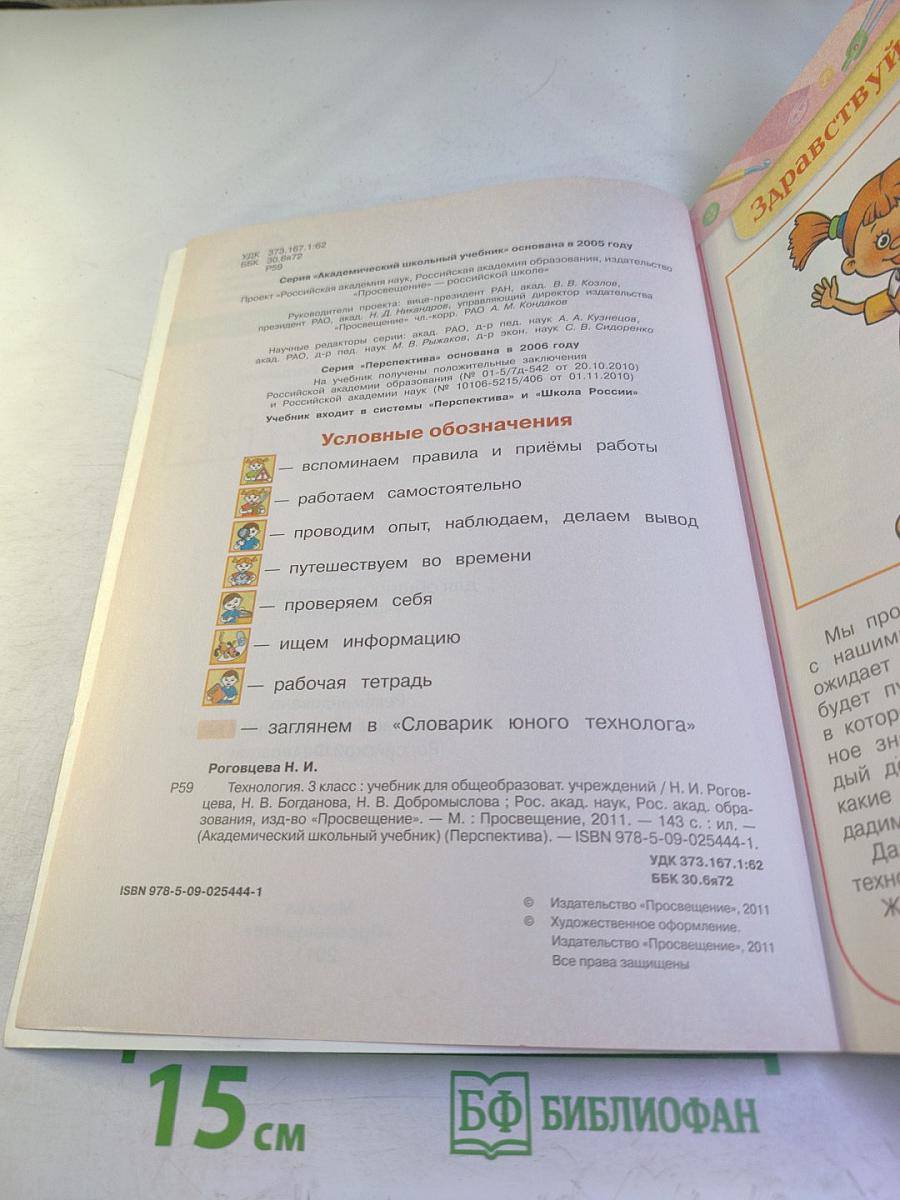 УДК 373.167.1:62
ББК 30.6я72
Р59
Серия «Академический школьный учебник» основана в 2005 году
Проект «Российская академия наук, Российская академия образования, издательство
«Просвещение» — российской школе»
Руководители проекта: вице-президент РАН, акад. В. В. Козлов,
президент РАО, акад. Н. Д. Никандров, управляющий директор издательства
«Просвещение» чл.-корр. РАО А. М. Кондаков
Научные редакторы серии: акад. РАО, д-р пед. наук А. А. Кузнецов,
акад. РАО, д-р пед. наук М. В. Рыжаков, д-р экон. наук С. В. Сидоренко
Серия «Перспектива» основана в 2006 году
На учебник получены положительные заключения
Российской академии образования (№ 01-5/7д-542 от 20.10.2010)
и Российской академии наук (№ 10106-5215/406 от 01.11.2010)
Учебник входит в системы «Перспектива» и «Школа России»
Условные обозначения
— вспоминаем правила и приёмы работы
— работаем самостоятельно
— проводим опыт, наблюдаем, делаем вывод
— путешествуем во времени
— проверяем себя
— ищем информацию
— рабочая тетрадь
— заглянем в «Словарик юного технолога»
Роговцева Н. И.
Р59 Технология. 3 класс : учебник для общеобразоват. учреждений / Н. И. Рогов-
цева, Н. В. Богданова, Н. В. Добромыслова ; Рос. акад. наук, Рос. акад. обра-
зования, изд-во «Просвещение». — М. : Просвещение, 2011. — 143 с. : ил. —
(Академический школьный учебник) (Перспектива). — ISBN 978-5-09-025444-1.
УДК 373.167.1:62
ББК 30.6я72
ISBN 978-5-09-025444-1
© Издательство «Просвещение», 2011
© Художественное оформление.
Издательство «Просвещение», 2011
Все права защищены
Здравствуй
Мы про
с нашими
ожидает
будет пу
в котор
ное зн
дый д
какие
дадим
Да
техно
Ж
15 см
БФ БИБЛИОФАН